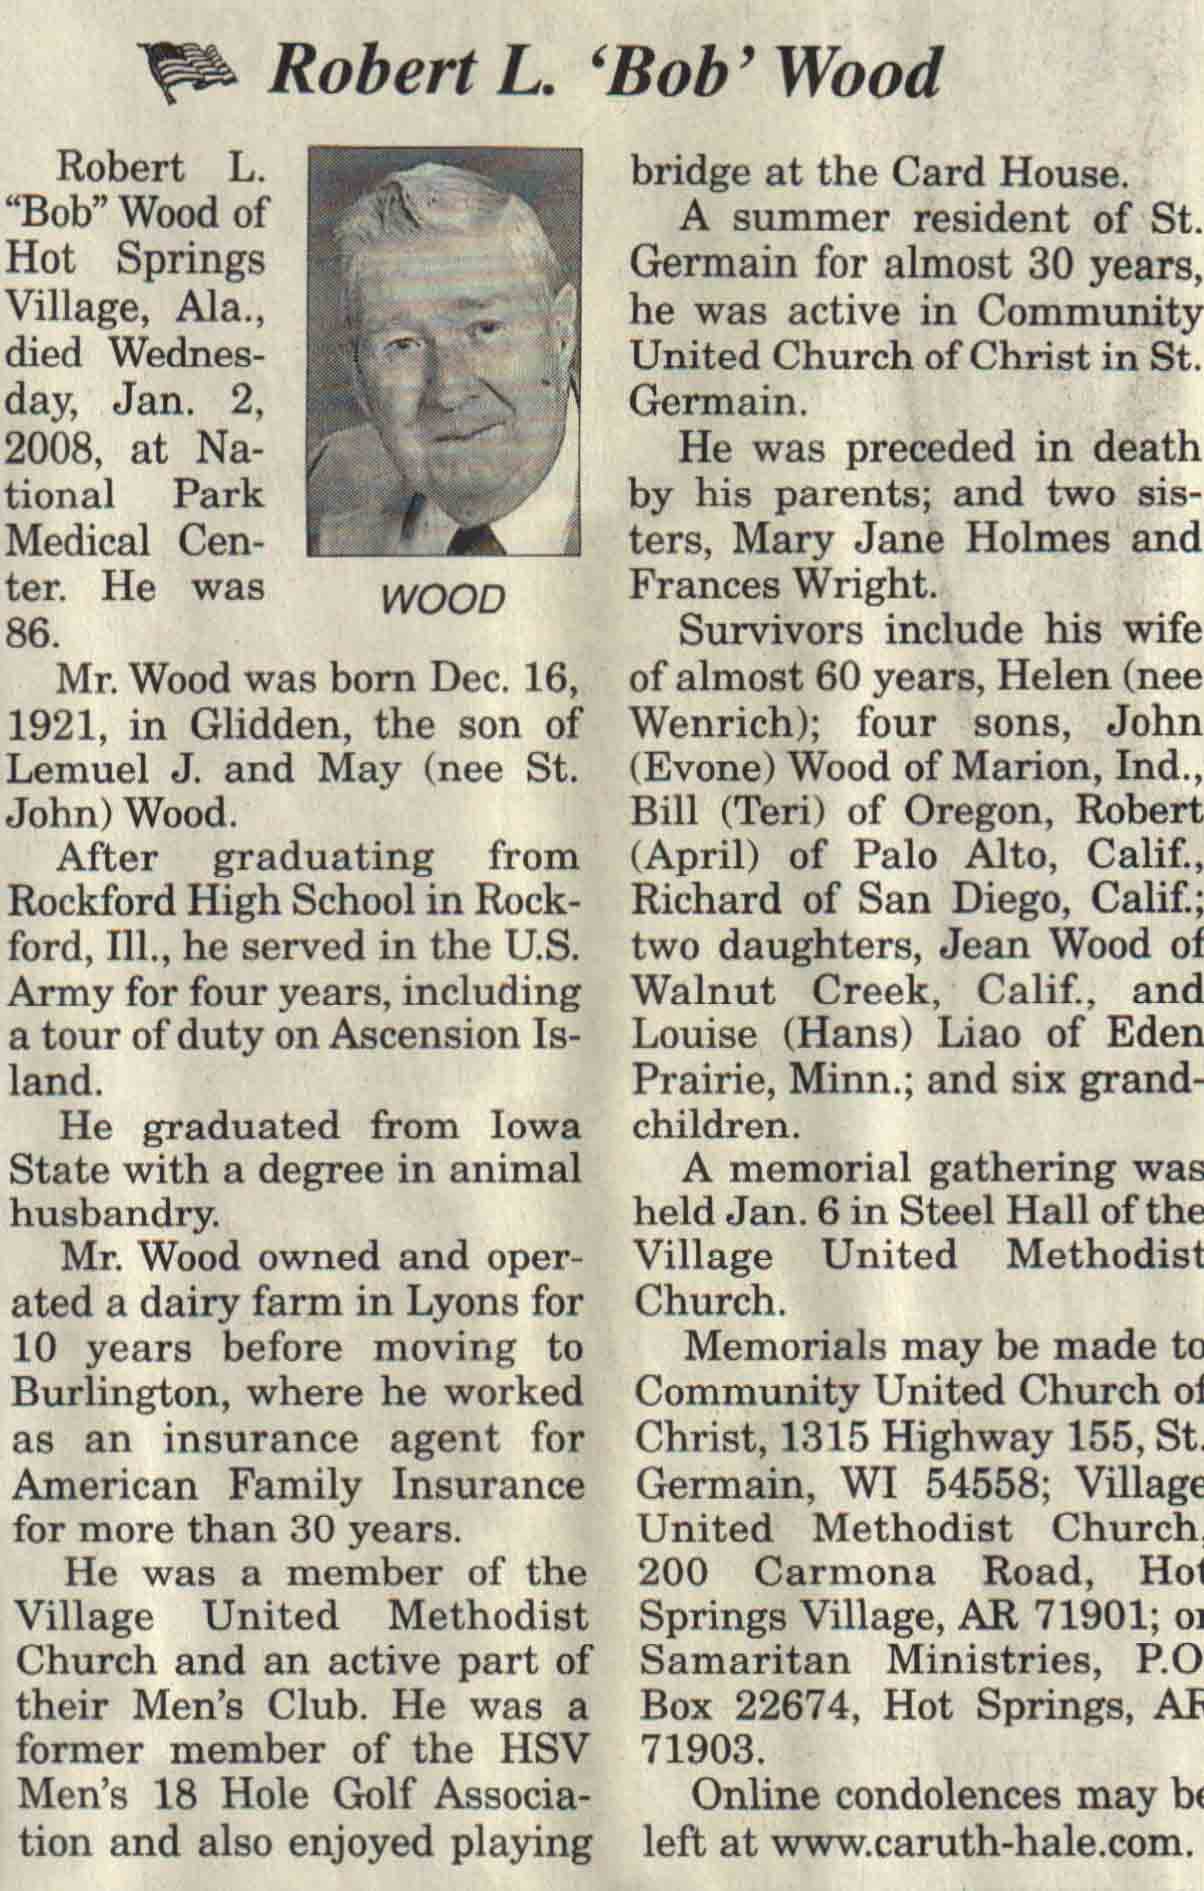 Robert L. ‘Bob’ Wood
Robert L.
“Bob” Wood of
Hot Springs
Village, Ala.,
died Wednes-
day, Jan. 2,
2008, at Na-
tional Park
Medical Cen-
ter. He was
86.
WOOD
Mr. Wood was born Dec. 16,
1921, in Glidden, the son of
Lemuel J. and May (nee St.
John) Wood.
After graduating from
Rockford High School in Rock-
ford, Ill., he served in the U.S.
Army for four years, including
a tour of duty on Ascension Is-
land.
He graduated from Iowa
State with a degree in animal
husbandry.
Mr. Wood owned and oper-
ated a dairy farm in Lyons for
10 years before moving to
Burlington, where he worked
as an insurance agent for
American Family Insurance
for more than 30 years.
He was a member of the
Village United Methodist
Church and an active part of
their Men’s Club. He was a
former member of the HSV
Men’s 18 Hole Golf Associa-
tion and also enjoyed playing
bridge at the Card House.
A summer resident of St.
Germain for almost 30 years,
he was active in Community
United Church of Christ in St.
Germain.
He was preceded in death
by his parents; and two sis-
ters, Mary Jane Holmes and
Frances Wright.
Survivors include his wife
of almost 60 years, Helen (nee
Wenrich); four sons, John
(Evone) Wood of Marion, Ind.,
Bill (Teri) of Oregon, Robert
(April) of Palo Alto, Calif.,
Richard of San Diego, Calif.;
two daughters, Jean Wood of
Walnut Creek, Calif., and
Louise (Hans) Liao of Eden
Prairie, Minn.; and six grand-
children.
A memorial gathering was
held Jan. 6 in Steel Hall of the
Village United Methodist
Church.
Memorials may be made to
Community United Church of
Christ, 1315 Highway 155, St.
Germain, WI 54558; Village
United Methodist Church,
200 Carmona Road, Hot
Springs Village, AR 71901; or
Samaritan Ministries, P.O
Box 22674, Hot Springs, AR
71903.
Online condolences may be
left at www.caruth-hale.com.